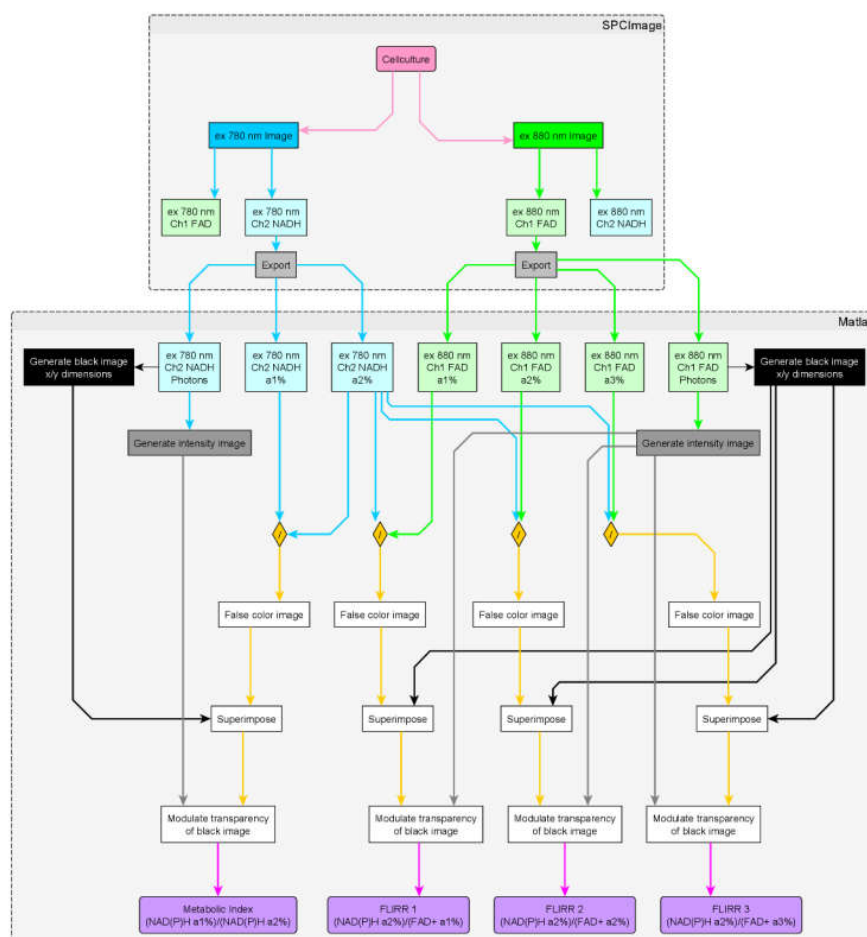 SPCImage
Cellculture
ex 780 nm Image
ex 880 nm Image
ex 780 nm
Ch1 FAD
ex 780 nm
Ch2 NADH
ex 880 nm
Ch1 FAD
ex 880 nm
Ch2 NADH
Export
Export
Matla
Generate black image
x/y dimensions
ex 780 nm
Ch2 NADH
Photons
ex 780 nm
Ch2 NADH
a1%
ex 780 nm
Ch2 NADH
a2%
ex 880 nm
Ch1 FAD
a1%
ex 880 nm
Ch1 FAD
a2%
ex 880 nm
Ch1 FAD
a3%
ex 880 nm
Ch1 FAD
Photons
Generate black image
x/y dimensions
Generate intensity image
Generate intensity image
/
/
/
/
False color image
False color image
False color image
False color image
Superimpose
Superimpose
Superimpose
Superimpose
Modulate transparency
of black image
Modulate transparency
of black image
Modulate transparency
of black image
Modulate transparency
of black image
Metabolic Index
(NAD(P)H a1%)/(NAD(P)H a2%)
FLIRR 1
(NAD(P)H a2%)/(FAD+ a1%)
FLIRR 2
(NAD(P)H a2%)/(FAD+ a2%)
FLIRR 3
(NAD(P)H a2%)/(FAD+ a3%)